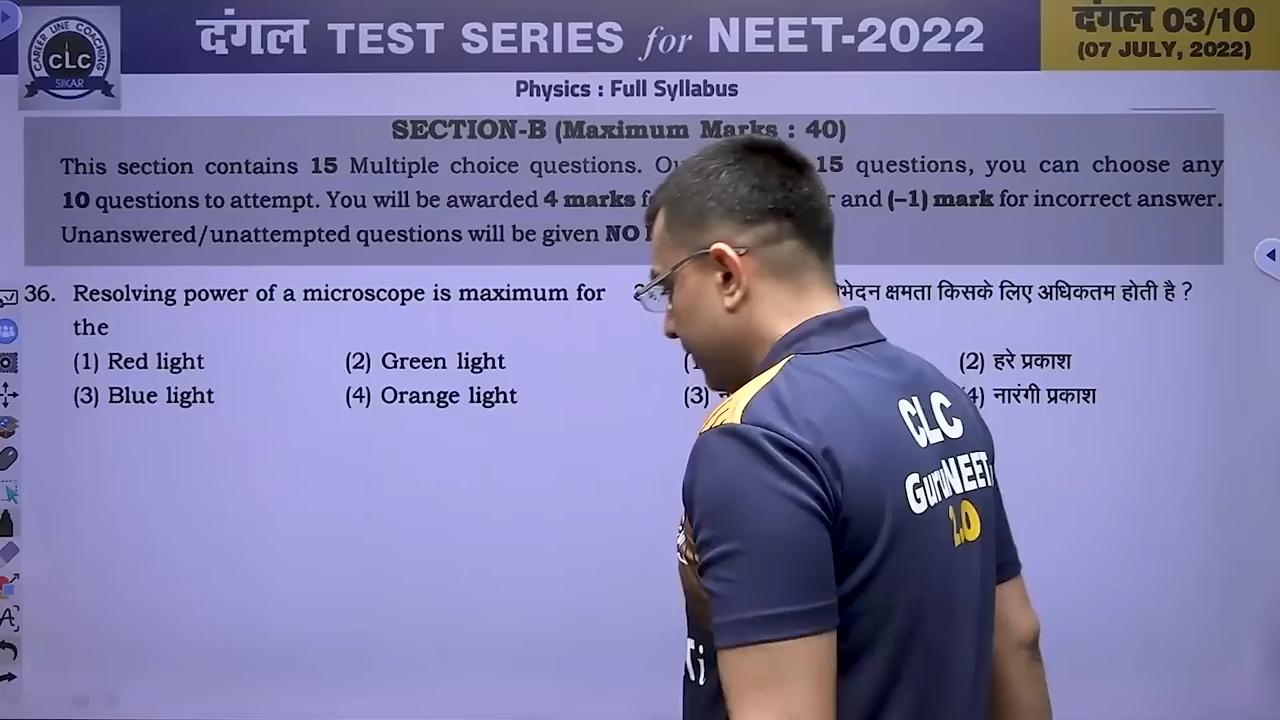 दंगल TEST SERIES for NEET-2022
दंगल 03/10
(07 JULY, 2022)
CAREER LINE COACHING
CLC
SIKAR
Physics : Full Syllabus
SECTION-B (Maximum Marks : 40)
This section contains 15 Multiple choice questions. 15 questions, you can choose any
10 questions to attempt. You will be awarded 4 marks and (–1) mark for incorrect answer.
Unanswered/unattempted questions will be given NO
36. Resolving power of a microscope is maximum for
the
(1) Red light (2) Green light
(3) Blue light (4) Orange light
क्षमता किसके लिए अधिकतम होती है ?
(2) हरे प्रकाश
(3) (4) नारंगी प्रकाश
CLC
GuruNEETi
2.0